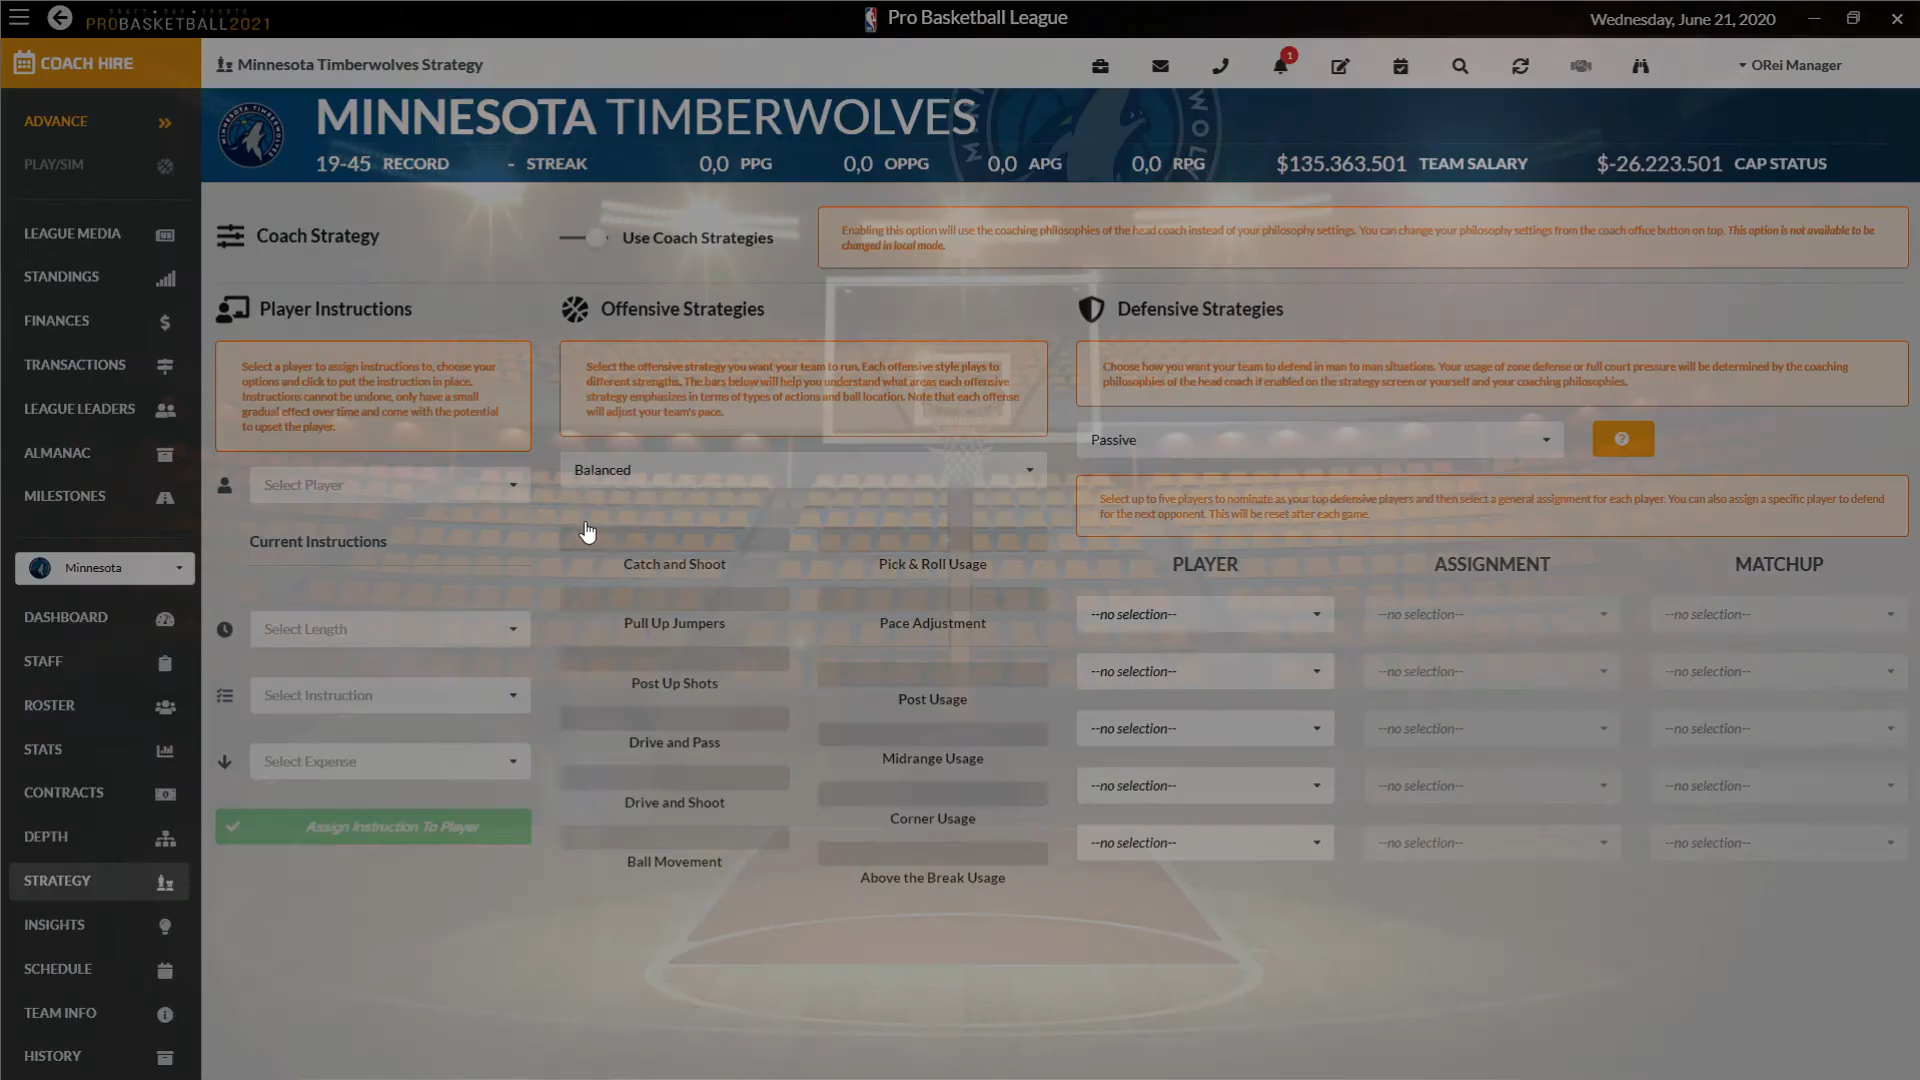 DRAFT · DAY · SPORTS
PROBASKETBALL2021
Pro Basketball League
Wednesday, June 21, 2020
COACH HIRE
Minnesota Timberwolves Strategy
1
ORei Manager
ADVANCE
PLAY/SIM
LEAGUE MEDIA
STANDINGS
FINANCES
TRANSACTIONS
LEAGUE LEADERS
ALMANAC
MILESTONES
Minnesota
DASHBOARD
STAFF
ROSTER
STATS
CONTRACTS
DEPTH
STRATEGY
INSIGHTS
SCHEDULE
TEAM INFO
HISTORY
MINNESOTA TIMBERWOLVES
19-45 RECORD
- STREAK
0,0 PPG
0,0 OPPG
0,0 APG
0,0 RPG
$135.363.501 TEAM SALARY
$-26.223.501 CAP STATUS
Coach Strategy
Use Coach Strategies
Enabling this option will use the coaching philosophies of the head coach instead of your philosophy settings. You can change your philosophy settings from the coach office button on top. This option is not available to be
changed in local mode.
Player Instructions
Select a player to assign instructions to, choose your
options and click to put the instruction in place.
Instructions cannot be undone, only have a small
gradual effect over time and come with the potential
to upset the player.
Select Player
Current Instructions
Select Length
Select Instruction
Select Expense
Assign Instruction To Player
Offensive Strategies
Select the offensive strategy you want your team to run. Each offensive style plays to
different strengths. The bars below will help you understand what areas each offensive
strategy emphasizes in terms of types of actions and ball location. Note that each offense
will adjust your team's pace.
Balanced
Catch and Shoot
Pull Up Jumpers
Post Up Shots
Drive and Pass
Drive and Shoot
Ball Movement
Pick & Roll Usage
Pace Adjustment
Post Usage
Midrange Usage
Corner Usage
Above the Break Usage
Defensive Strategies
Choose how you want your team to defend in man to man situations. Your usage of zone defense or full court pressure will be determined by the coaching
philosophies of the head coach if enabled on the strategy screen or yourself and your coaching philosophies.
Passive
?
Select up to five players to nominate as your top defensive players and then select a general assignment for each player. You can also assign a specific player to defend
for the next opponent. This will be reset after each game.
PLAYER ASSIGNMENT MATCHUP
--no selection-- --no selection-- --no selection--
--no selection-- --no selection-- --no selection--
--no selection-- --no selection-- --no selection--
--no selection-- --no selection-- --no selection--
--no selection-- --no selection-- --no selection--